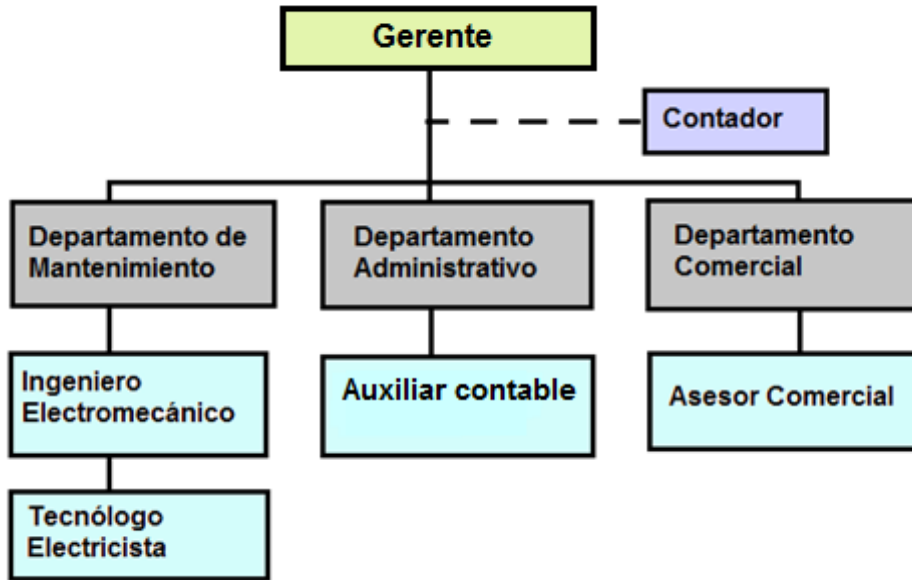 Gerente
Contador
Departamento de
Mantenimiento
Departamento
Administrativo
Departamento
Comercial
Ingeniero
Electromecánico
Auxiliar contable
Asesor Comercial
Tecnólogo
Electricista